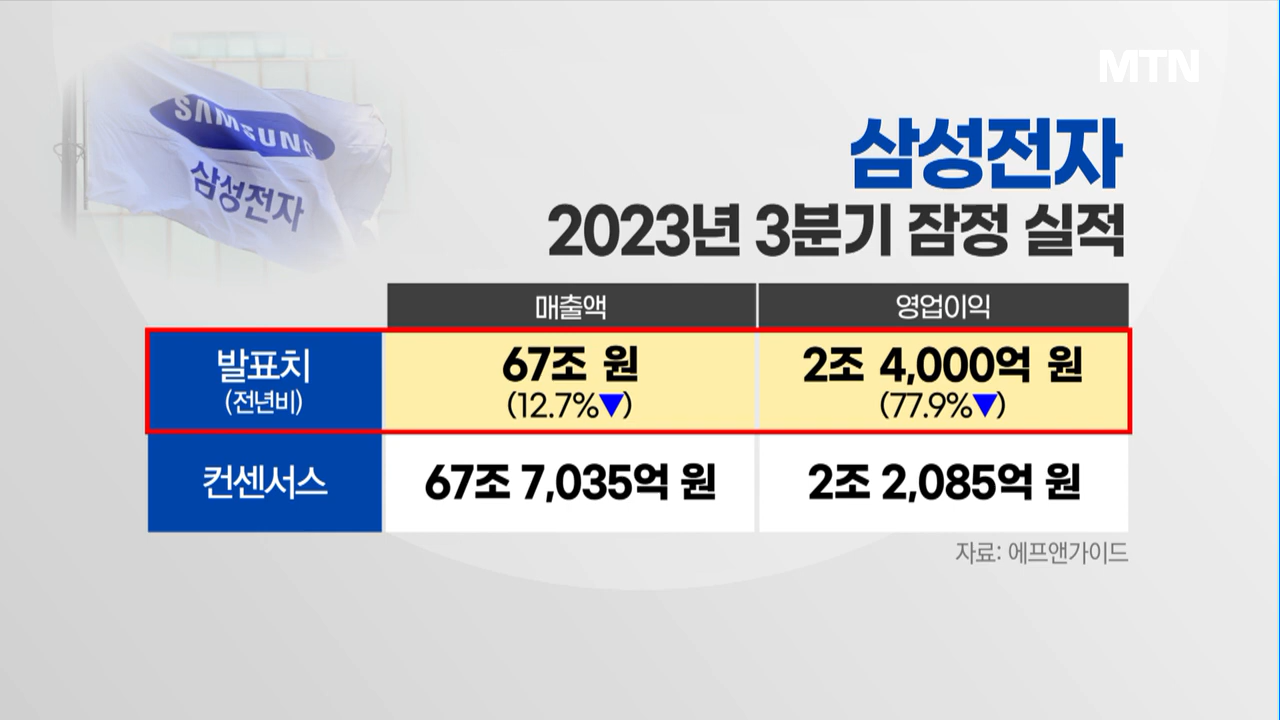 MTN
SAMSUNG
삼성전자
삼성전자
2023년 3분기 잠정 실적
매출액 영업이익
발표치 67조 원 2조 4,000억 원
(전년비) (12.7%▼) (77.9%▼)
컨센서스 67조 7,035억 원 2조 2,085억 원
자료: 에프앤가이드